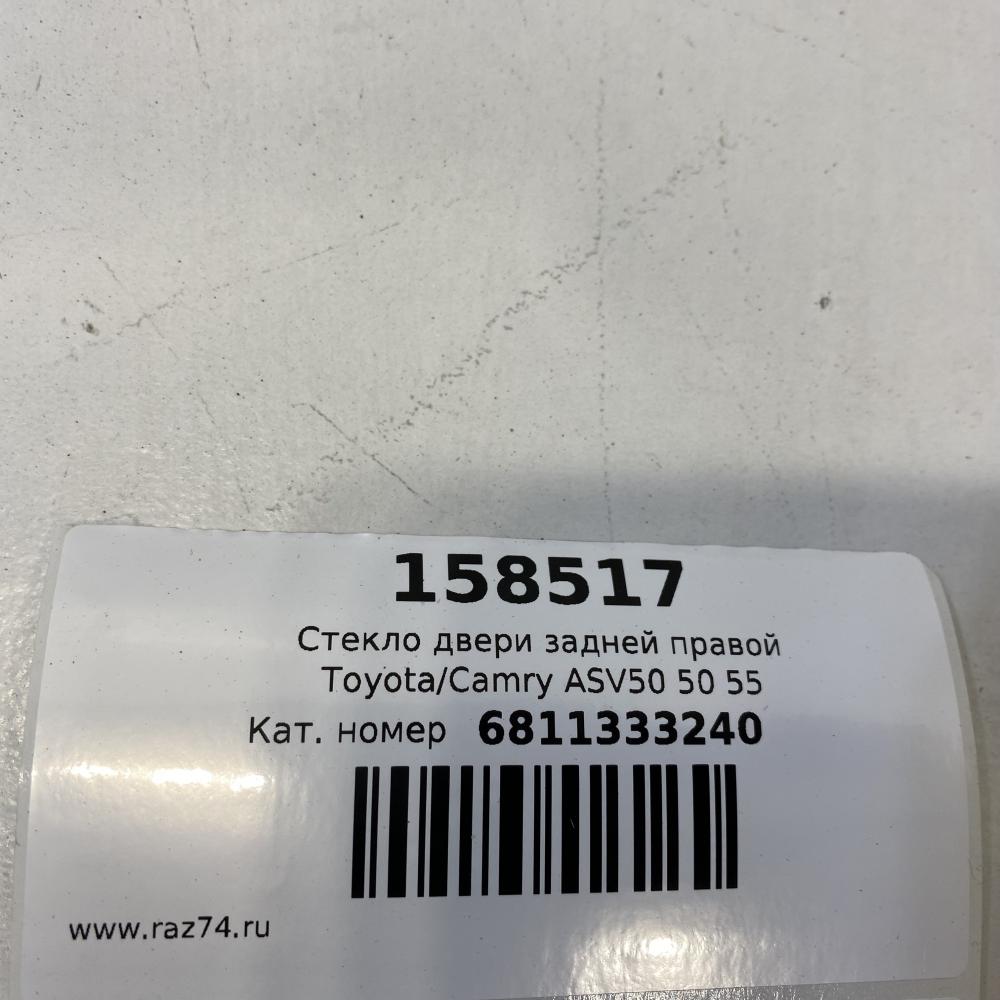 158517
Стекло двери задней правой
Toyota/Camry ASV50 50 55
Кат. номер 6811333240
www.raz74.ru